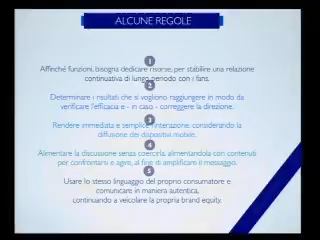 ALCUNE REGOLE
1
Affinché funzioni, bisogna dedicare risorse, per stabilire una relazione
continuativa di lungo periodo con i fans.
2
Determinare i risultati che si vogliono raggiungere in modo da
verificare l'efficacia e - in caso - correggere la direzione.
3
Rendere immediata e semplice l'interazione, considerando la
diffusione dei dispositivi mobile.
4
Alimentare la discussione senza coercirla, alimentandola con contenuti
per confrontarsi e agire, al fine di amplificare il messaggio.
5
Usare lo stesso linguaggio del proprio consumatore e
comunicare in maniera autentica,
continuando a veicolare la propria brand equity.